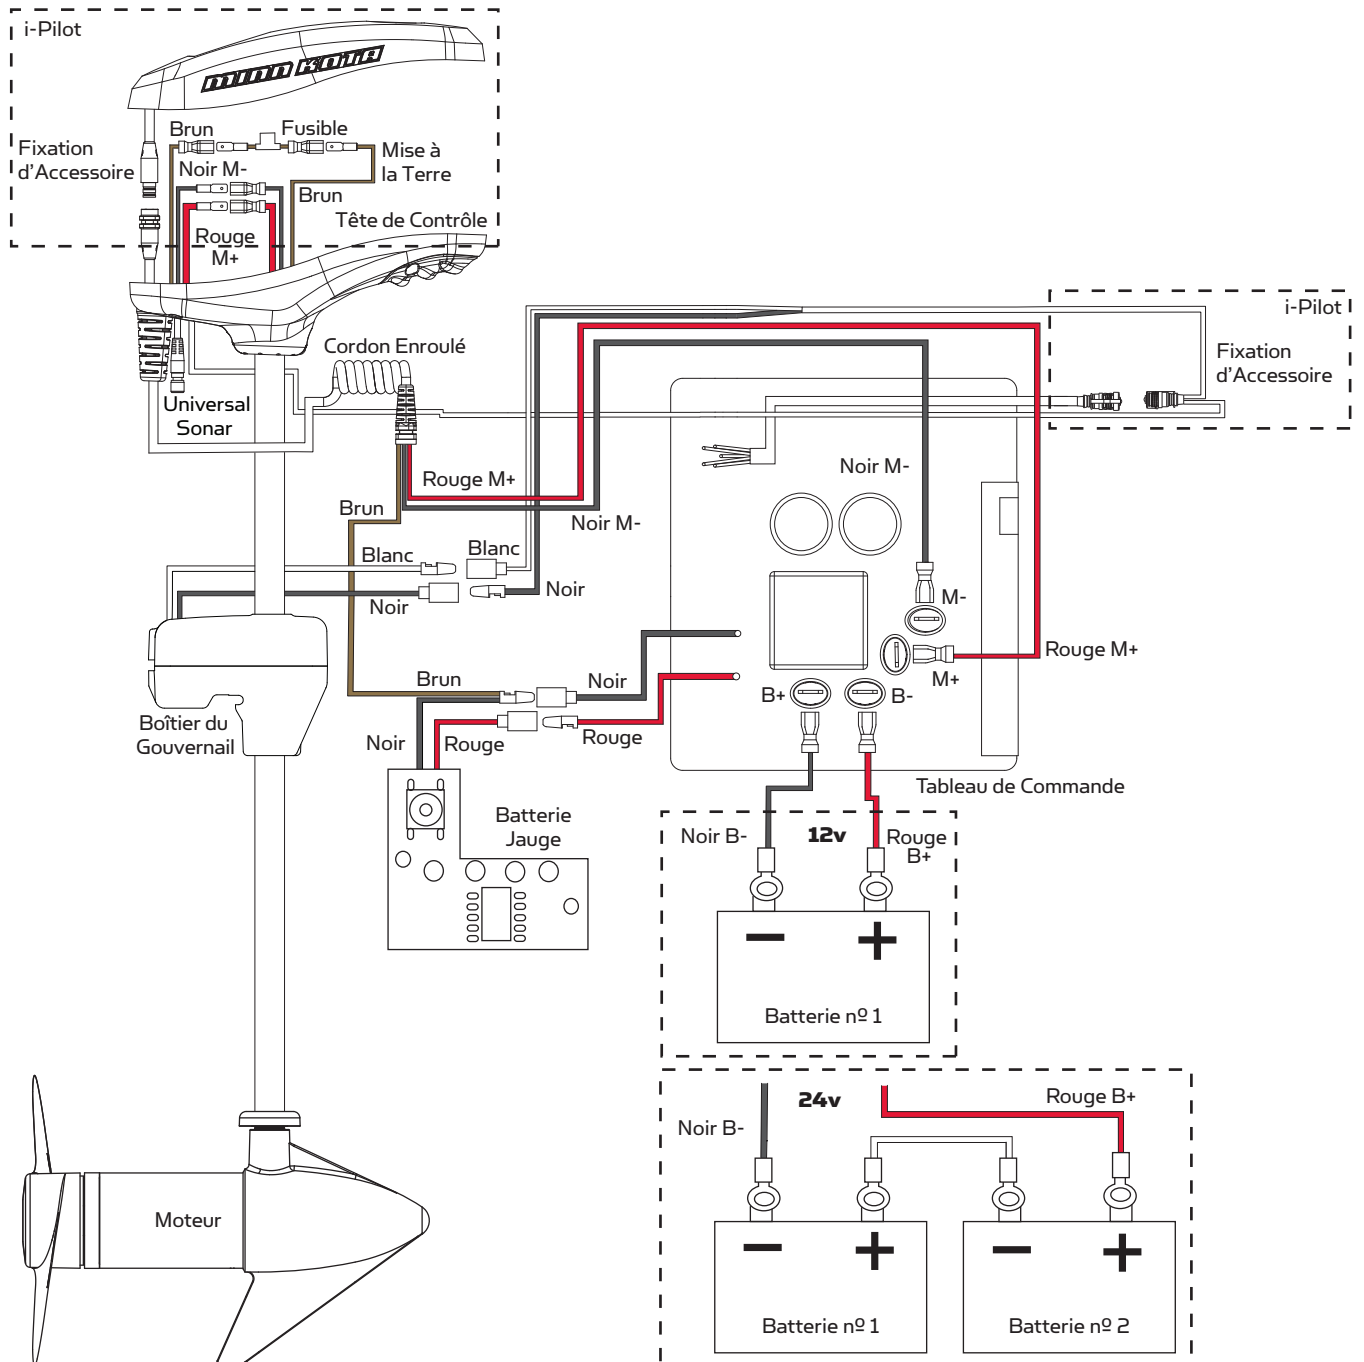 i-Pilot
MINN KOTA
Brun
Fusible
Fixation
d'Accessoire
Noir M-
Mise à
la Terre
Brun
Tête de Contrôle
Rouge
M+
i-Pilot
Fixation
d'Accessoire
Cordon Enroulé
Universal
Sonar
Rouge M+
Noir M-
Brun
Noir M-
Blanc
Blanc
Noir
Noir
M-
Rouge M+
M+
Brun
Noir
B+
B-
Boîtier du
Gouvernail
Noir
Rouge
Rouge
Tableau de Commande
Batterie
Jauge
Noir B-
12v
Rouge
B+
Batterie nº 1
24v
Rouge B+
Noir B-
Moteur
Batterie nº 1
Batterie nº 2